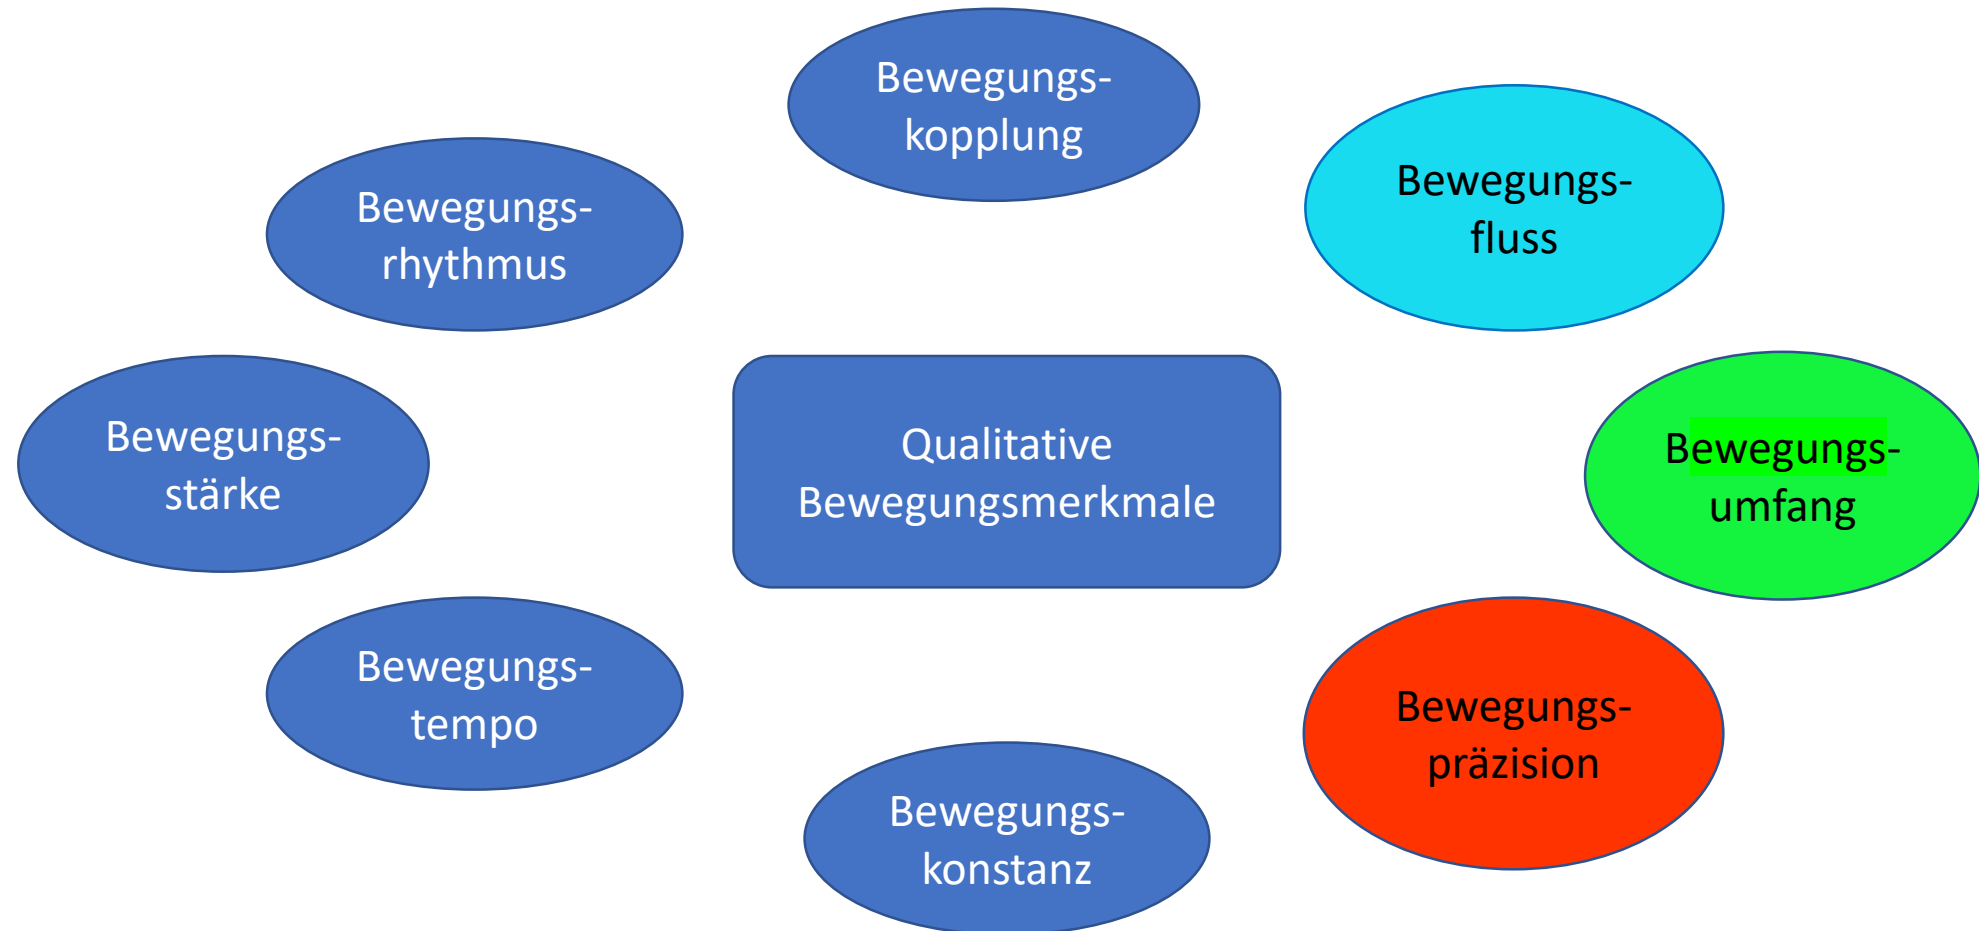 Bewegungs-
kopplung
Bewegungs-
fluss
Bewegungs-
rhythmus
Bewegungs-
stärke
Qualitative
Bewegungsmerkmale
Bewegungs-
umfang
Bewegungs-
tempo
Bewegungs-
präzision
Bewegungs-
konstanz